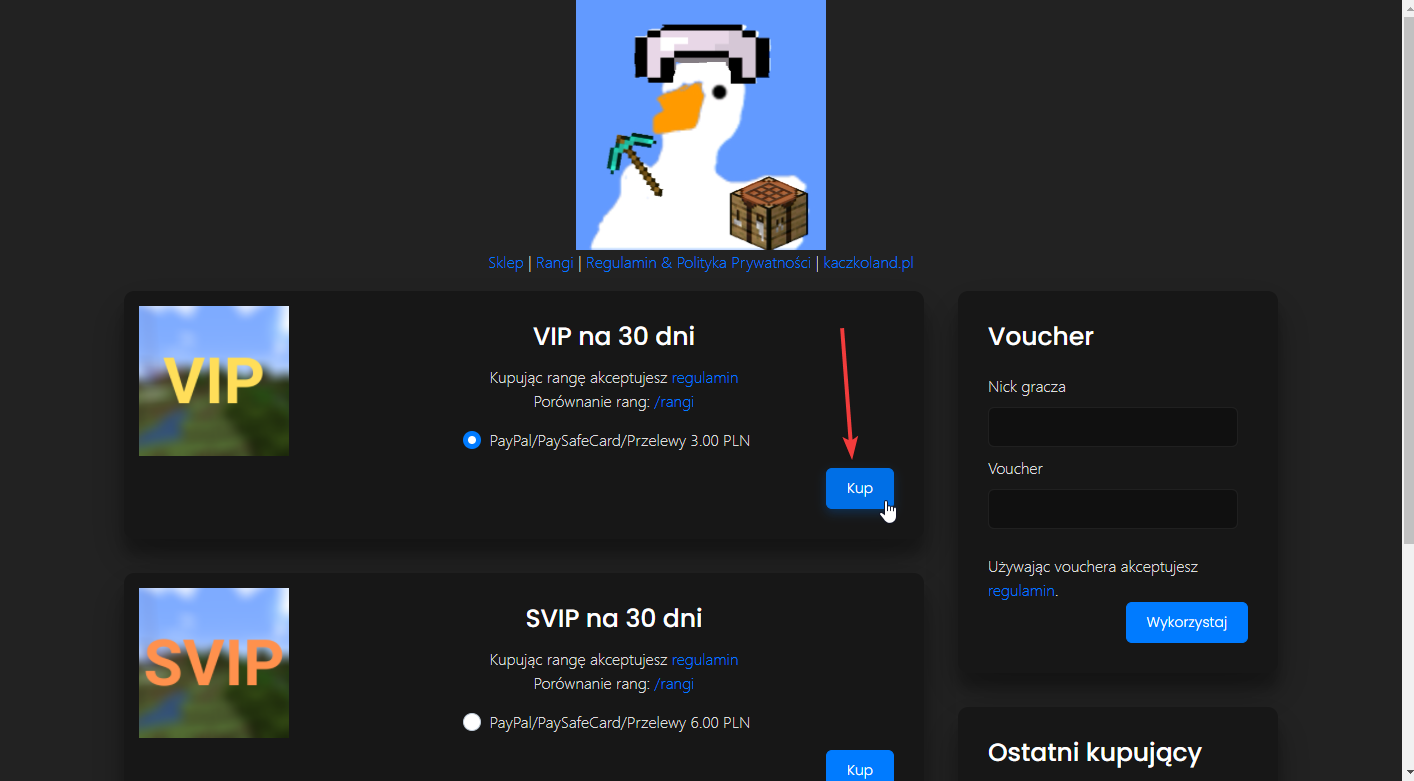 Sklep | Rangi | Regulamin & Polityka Prywatności | kaczkoland.pl
VIP
VIP na 30 dni
Kupując rangę akceptujesz regulamin
Porównanie rang: /rangi
PayPal/PaySafeCard/Przelewy 3.00 PLN
Kup
SVIP
SVIP na 30 dni
Kupując rangę akceptujesz regulamin
Porównanie rang: /rangi
PayPal/PaySafeCard/Przelewy 6.00 PLN
Kup
Voucher
Nick gracza
Voucher
Używając vouchera akceptujesz
regulamin.
Wykorzystaj
Ostatni kupujący